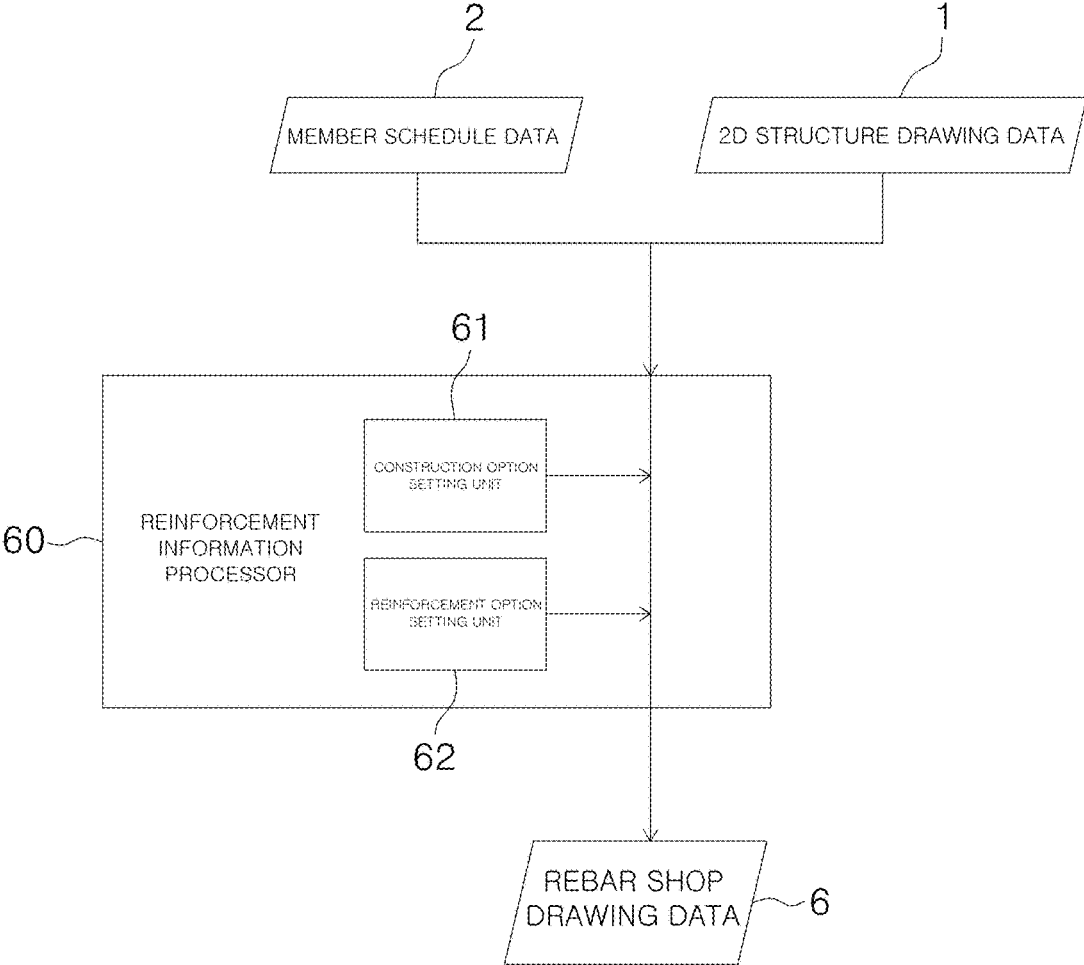 2
1
MEMBER SCHEDULE DATA
2D STRUCTURE DRAWING DATA
61
CONSTRUCTION OPTION
SETTING UNIT
60
REINFORCEMENT
INFORMATION
PROCESSOR
REINFORCEMENT OPTION
SETTING UNIT
62
REBAR SHOP
DRAWING DATA
6